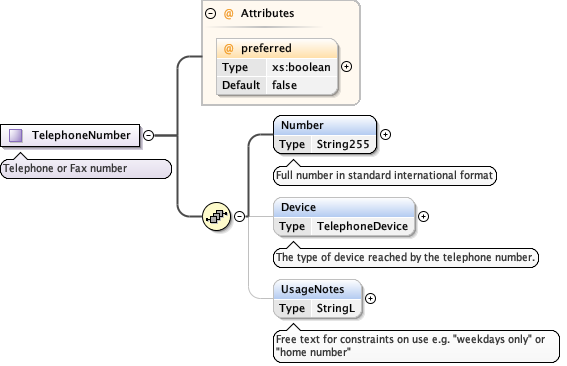 @ Attributes
@ preferred
Type xs:boolean
Default false
TelephoneNumber
Telephone or Fax number
Number
Type String255
Full number in standard international format
Device
Type TelephoneDevice
The type of device reached by the telephone number.
UsageNotes
Type StringL
Free text for constraints on use e.g. "weekdays only" or
"home number"